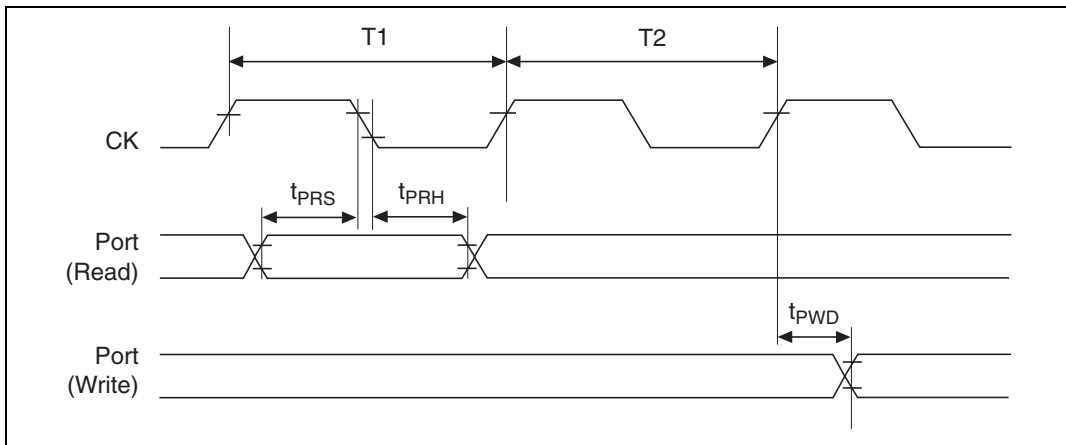 T1 T2
CK
tPRS tPRH
Port
(Read)
tPWD
Port
(Write)